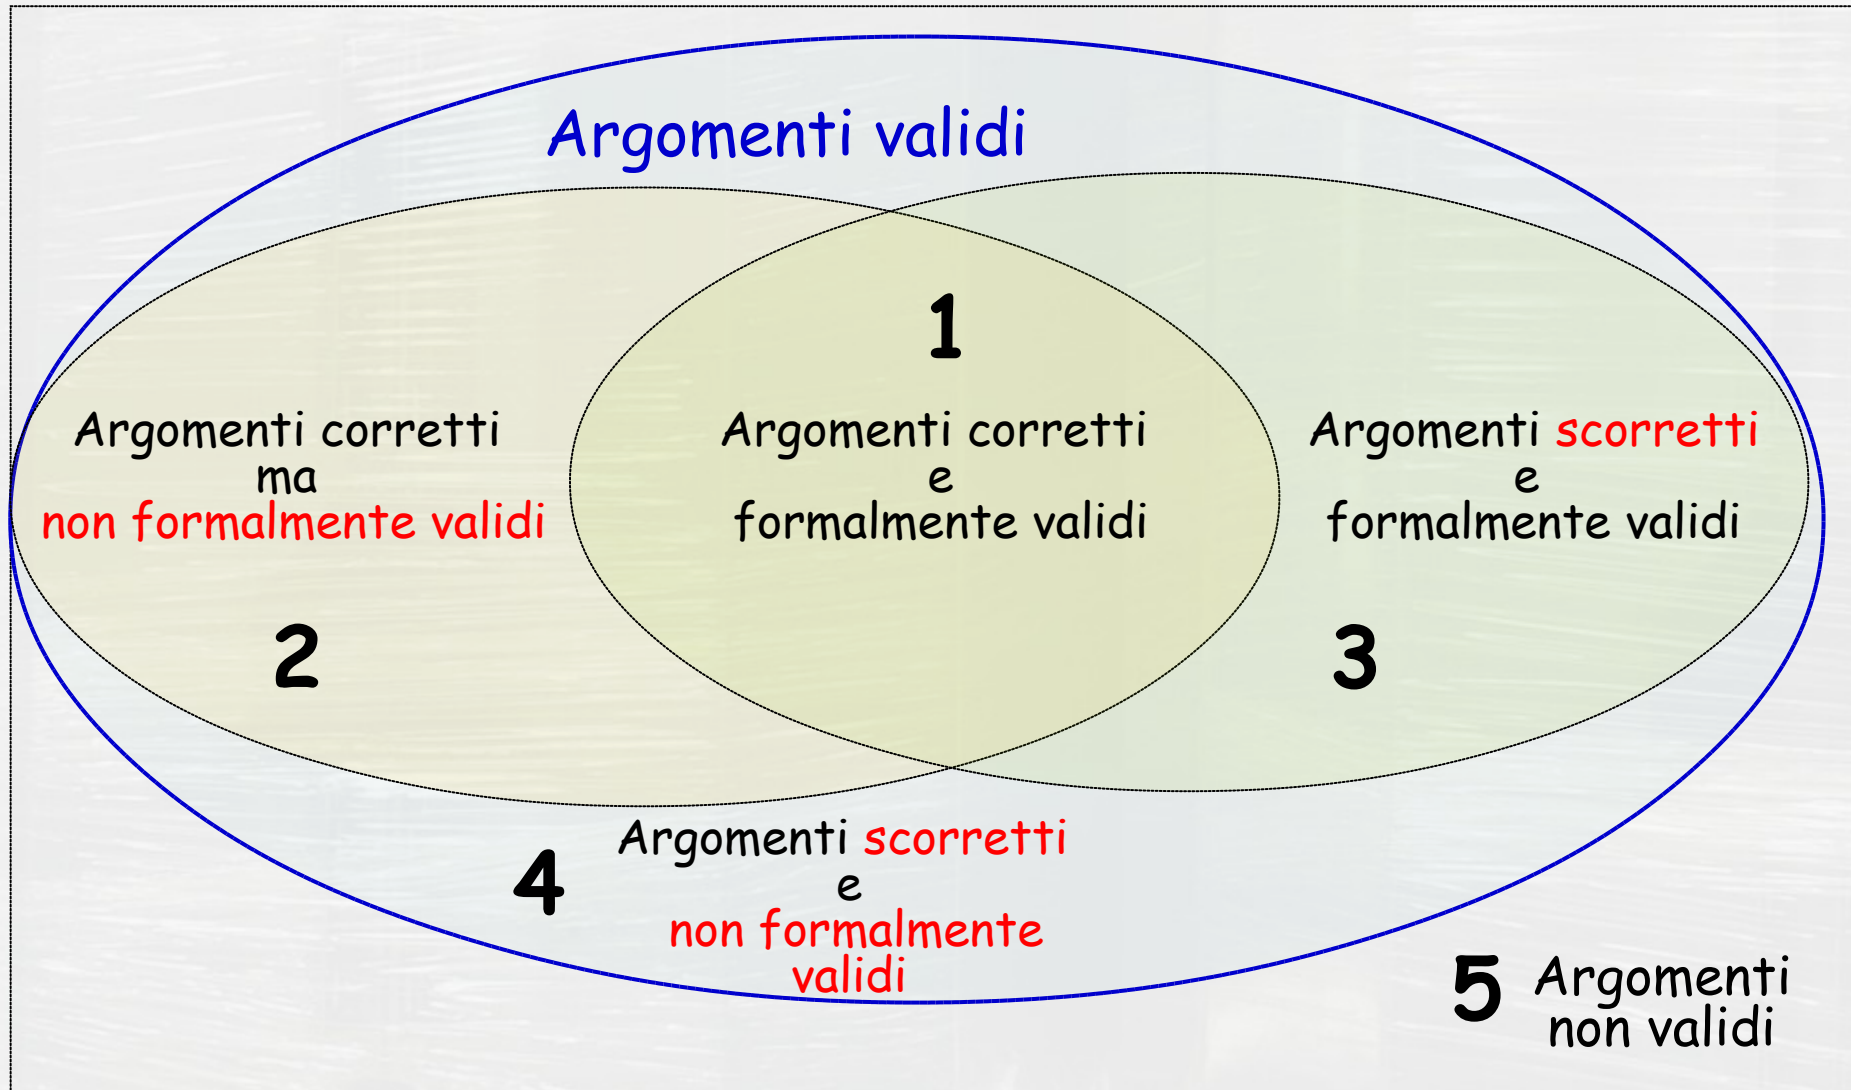 Argomenti validi
1
Argomenti corretti
ma
non formalmente validi
2
Argomenti corretti
e
formalmente validi
Argomenti scorretti
e
formalmente validi
3
4
Argomenti scorretti
e
non formalmente
validi
5
Argomenti
non validi